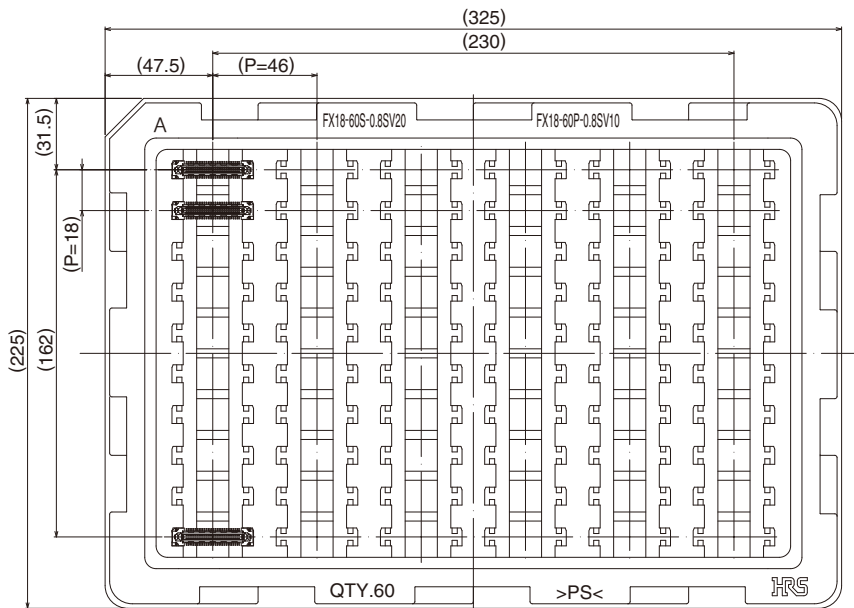 (325)
(230)
(47.5)
(P=46)
(31.5)
A
FX18-60S-0.8SV20
FX18-60P-0.8SV10
(P=18)
(225)
(162)
QTY.60
>PS<
HRS